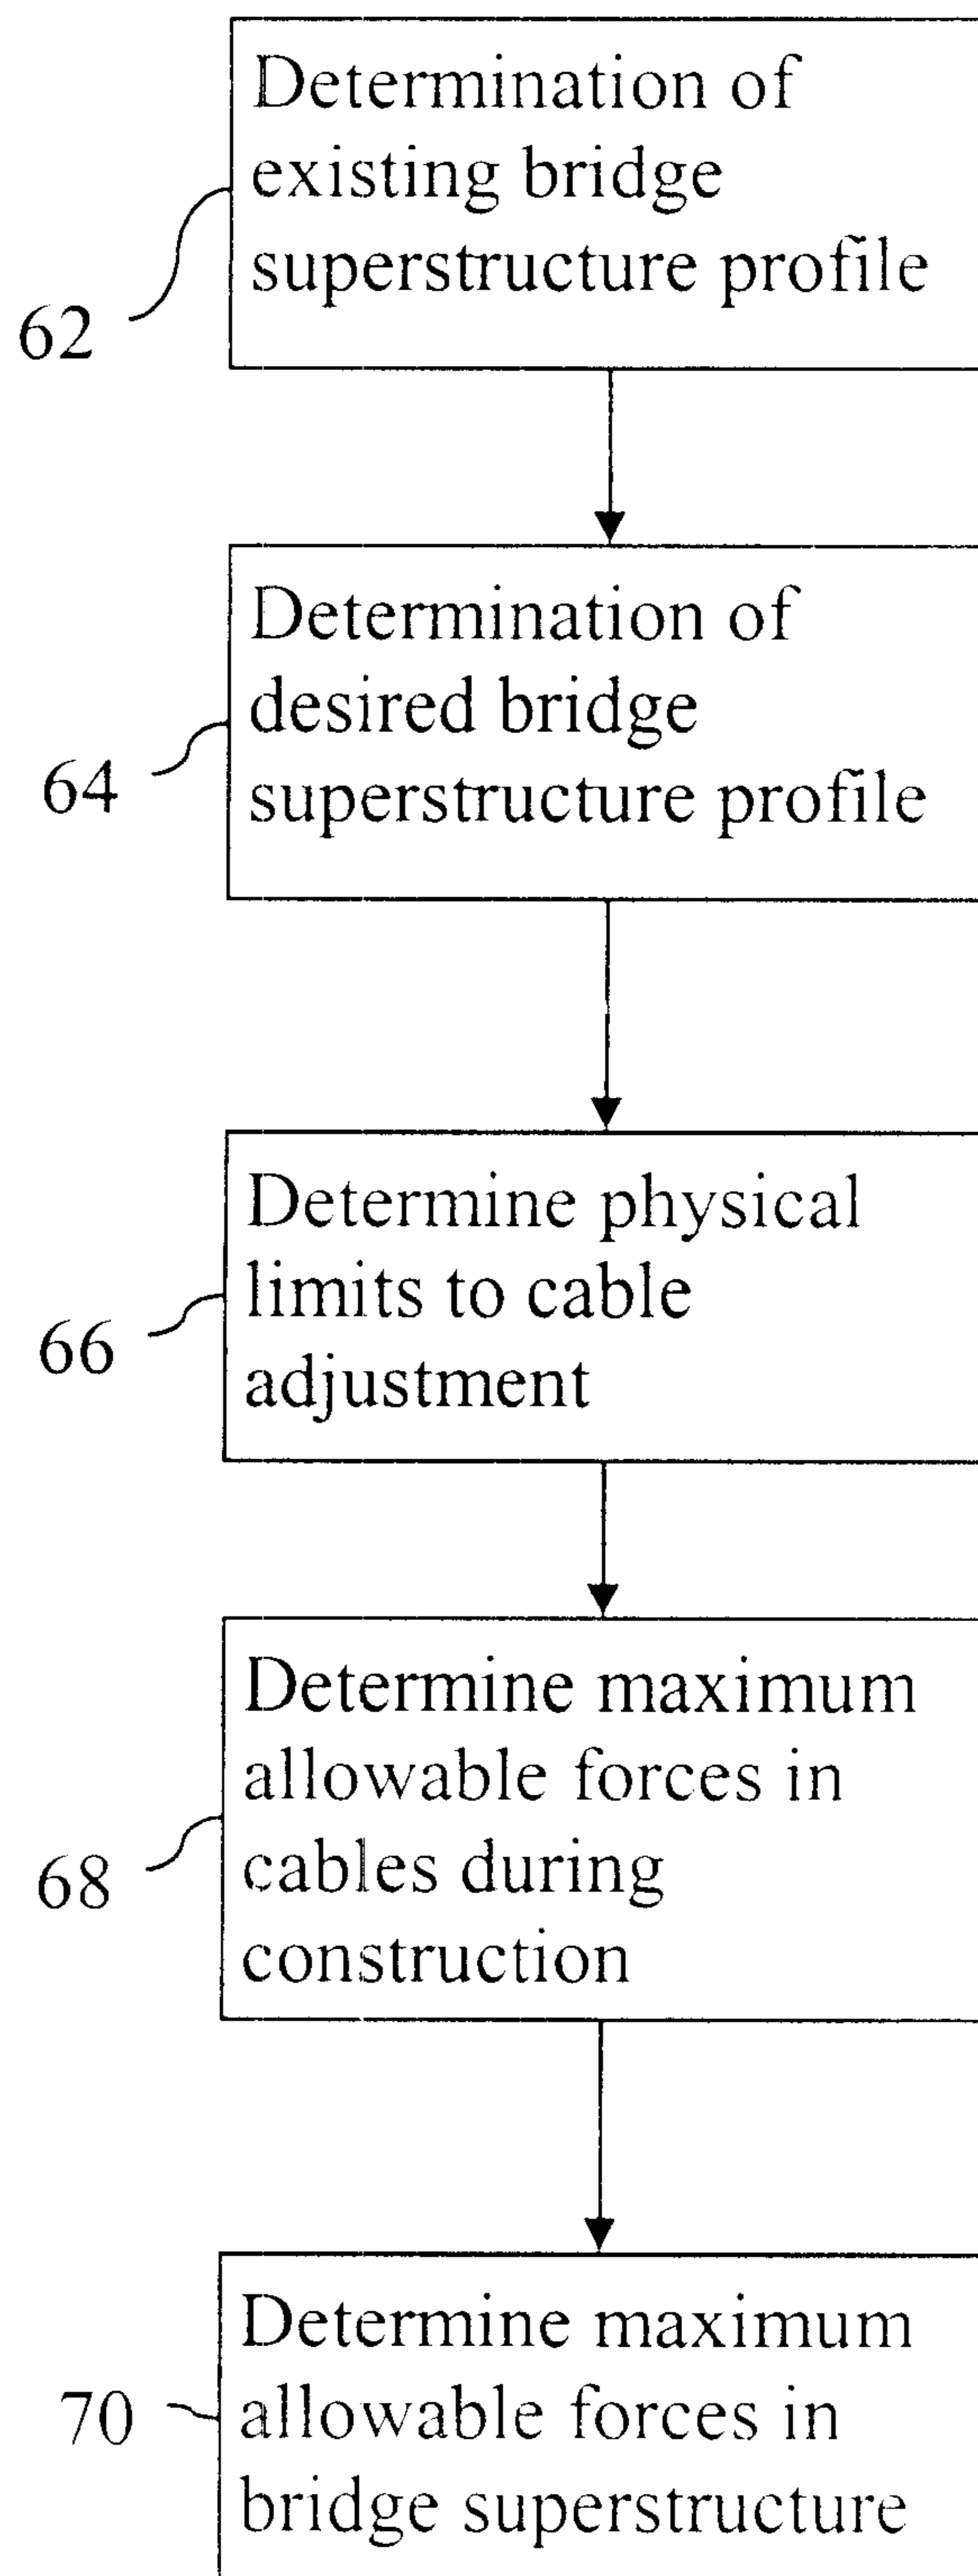 Determination of
existing bridge
superstructure profile
62
Determination of
desired bridge
superstructure profile
64
Determine physical
limits to cable
adjustment
66
Determine maximum
allowable forces in
cables during
construction
68
Determine maximum
allowable forces in
bridge superstructure
70